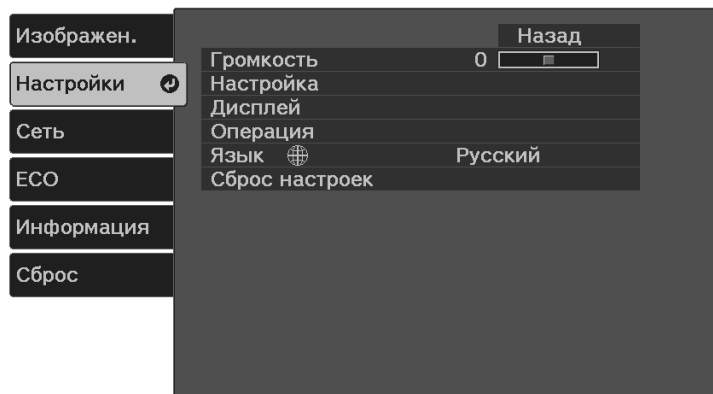 Изображен.
Настройки
Сеть
ECO
Информация
Сброс
Назад
Громкость 0
Настройка
Дисплей
Операция
Язык Русский
Сброс настроек